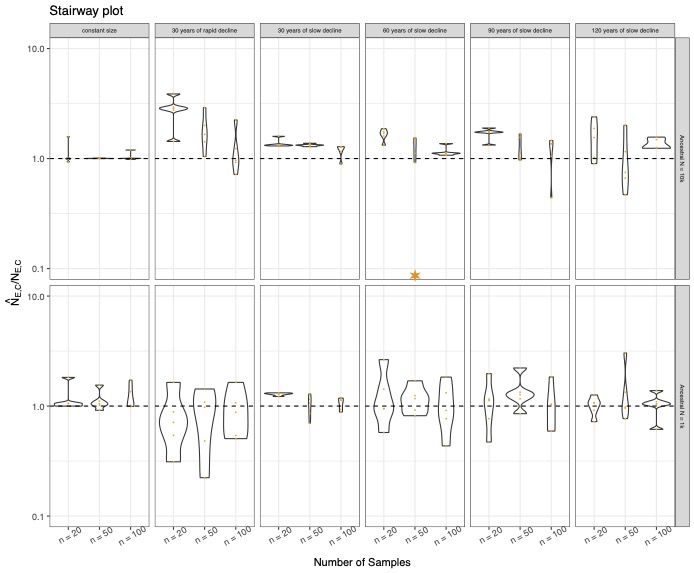 Stairway plot
constant size
30 years of rapid decline
30 years of slow decline
60 years of slow decline
90 years of slow decline
120 years of slow decline
10.0
1.0
0.1
Ancestral N = 10k
N̂E,C/NE,C
10.0
1.0
0.1
Ancestral N = 1k
n = 20
n = 50
n = 100
n = 20
n = 50
n = 100
n = 20
n = 50
n = 100
n = 20
n = 50
n = 100
n = 20
n = 50
n = 100
n = 20
n = 50
n = 100
Number of Samples